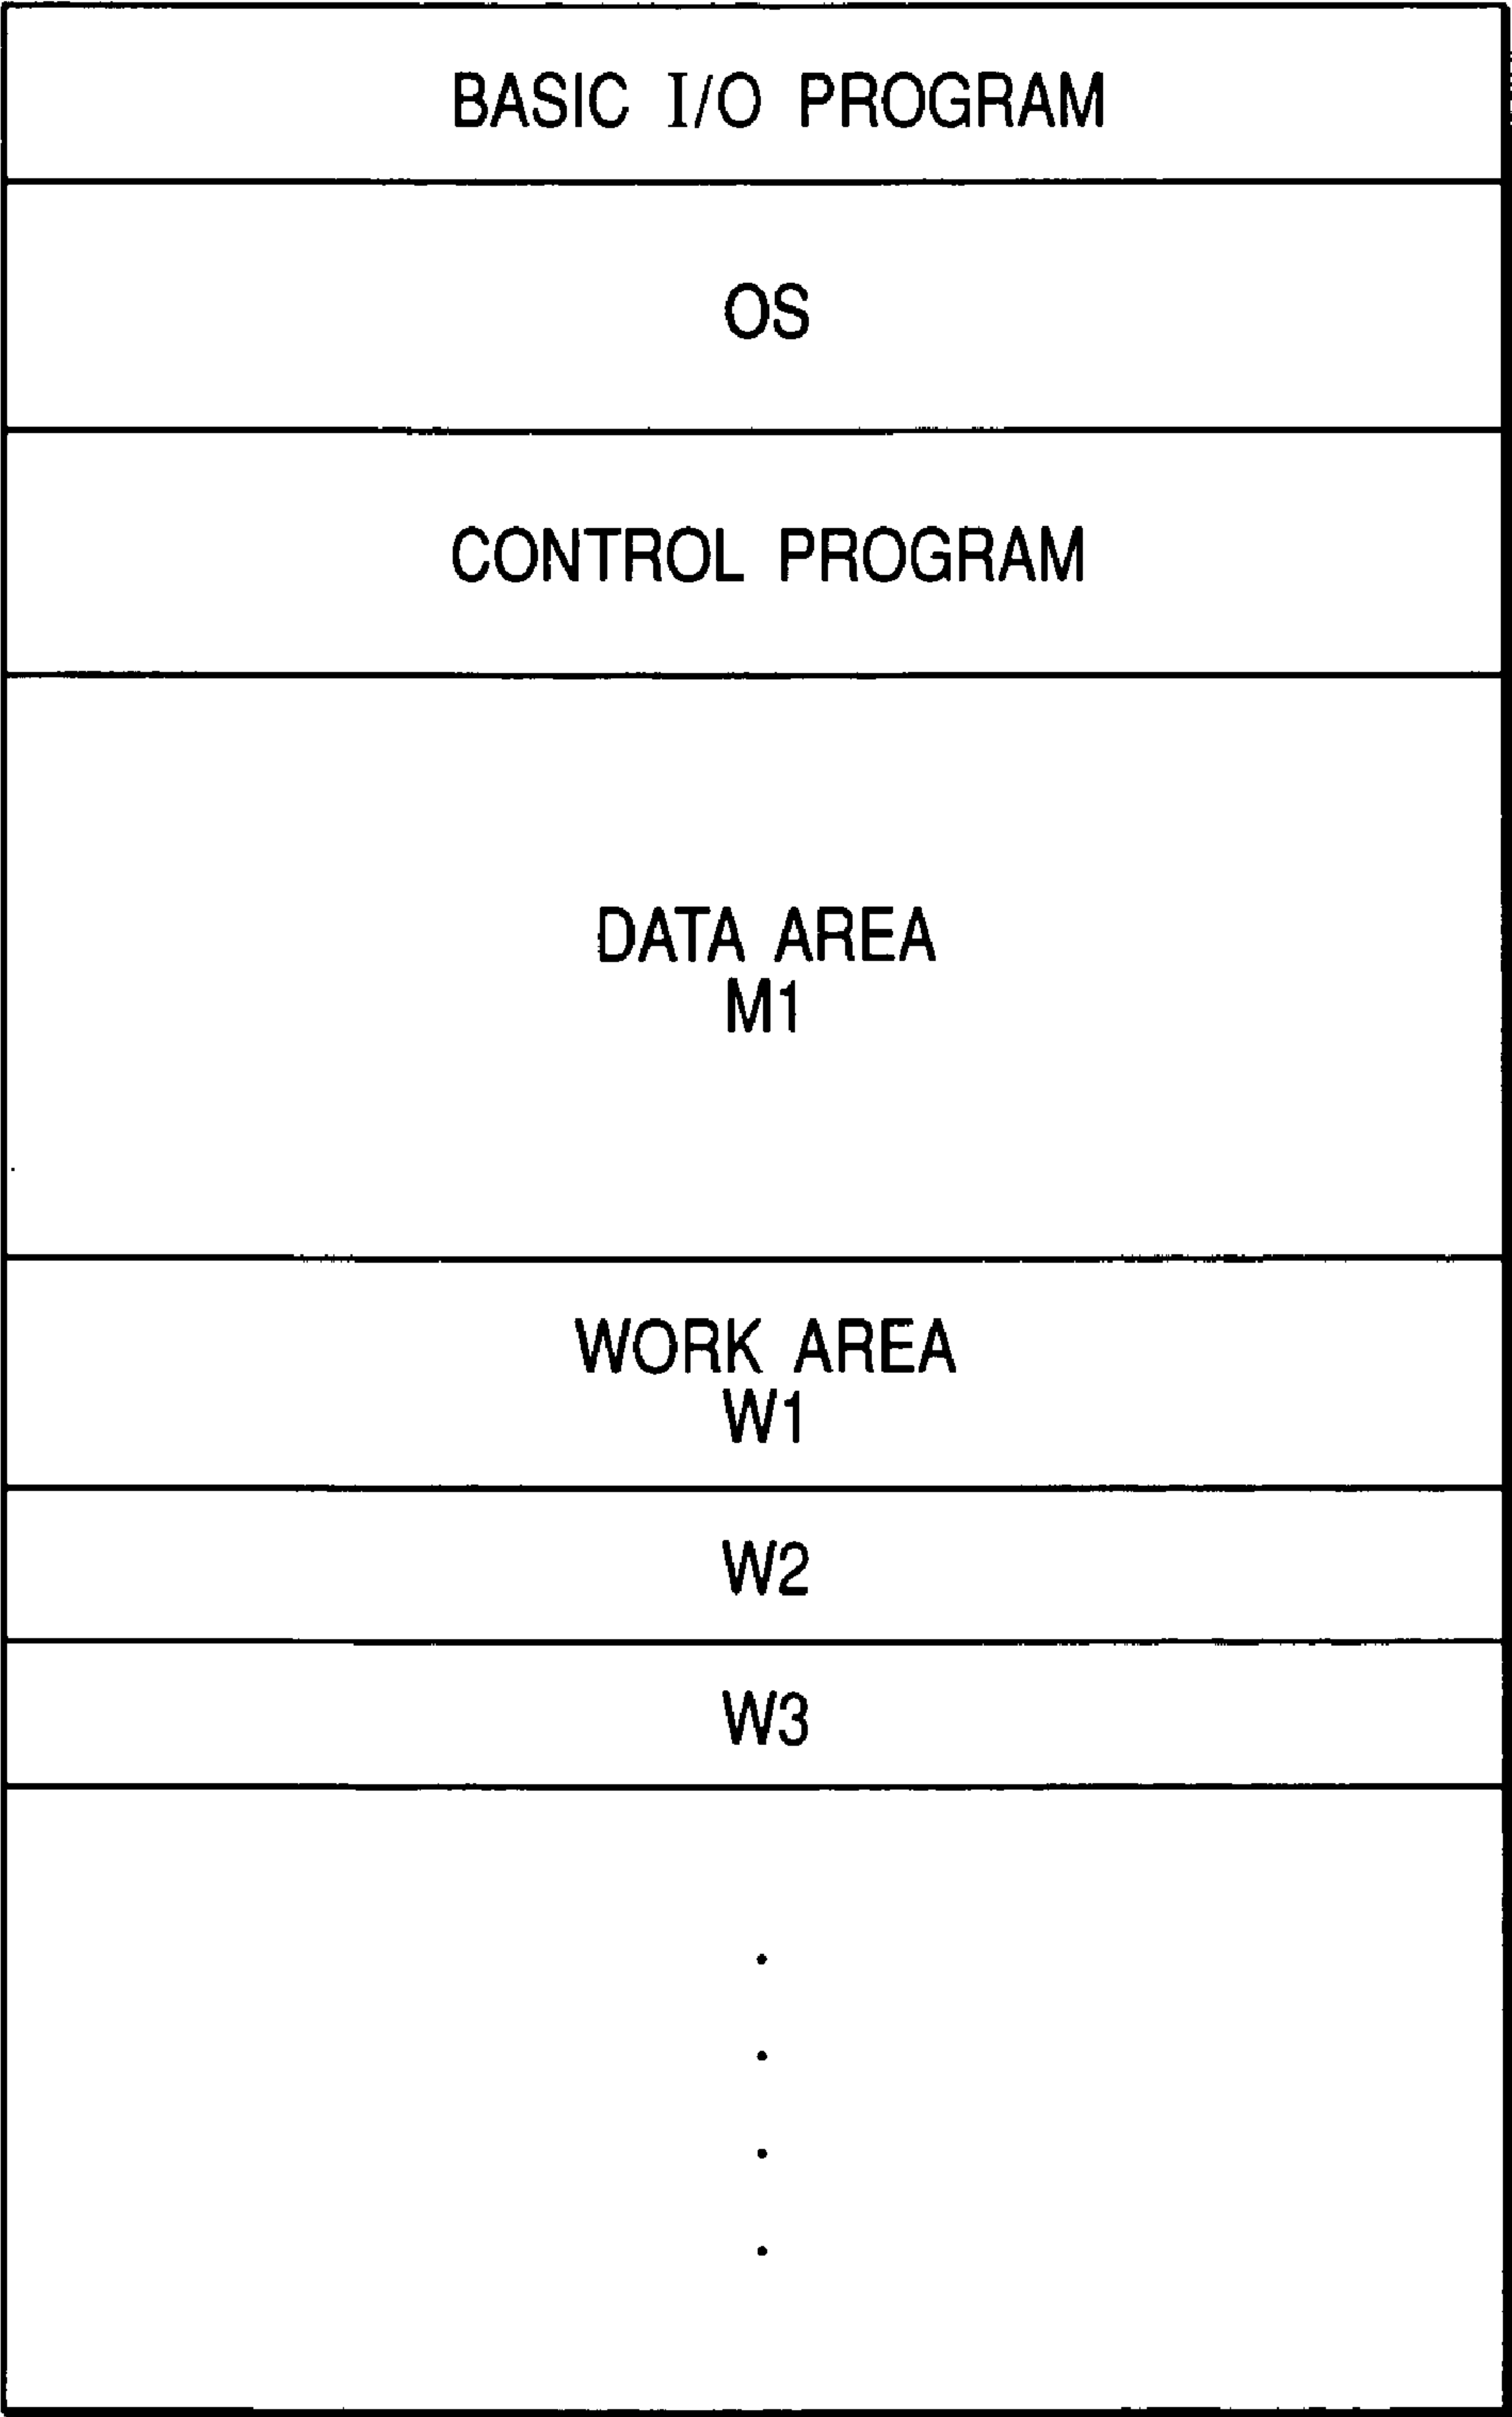 BASIC I/O PROGRAM
OS
CONTROL PROGRAM
DATA AREA
M1
WORK AREA
W1
W2
W3